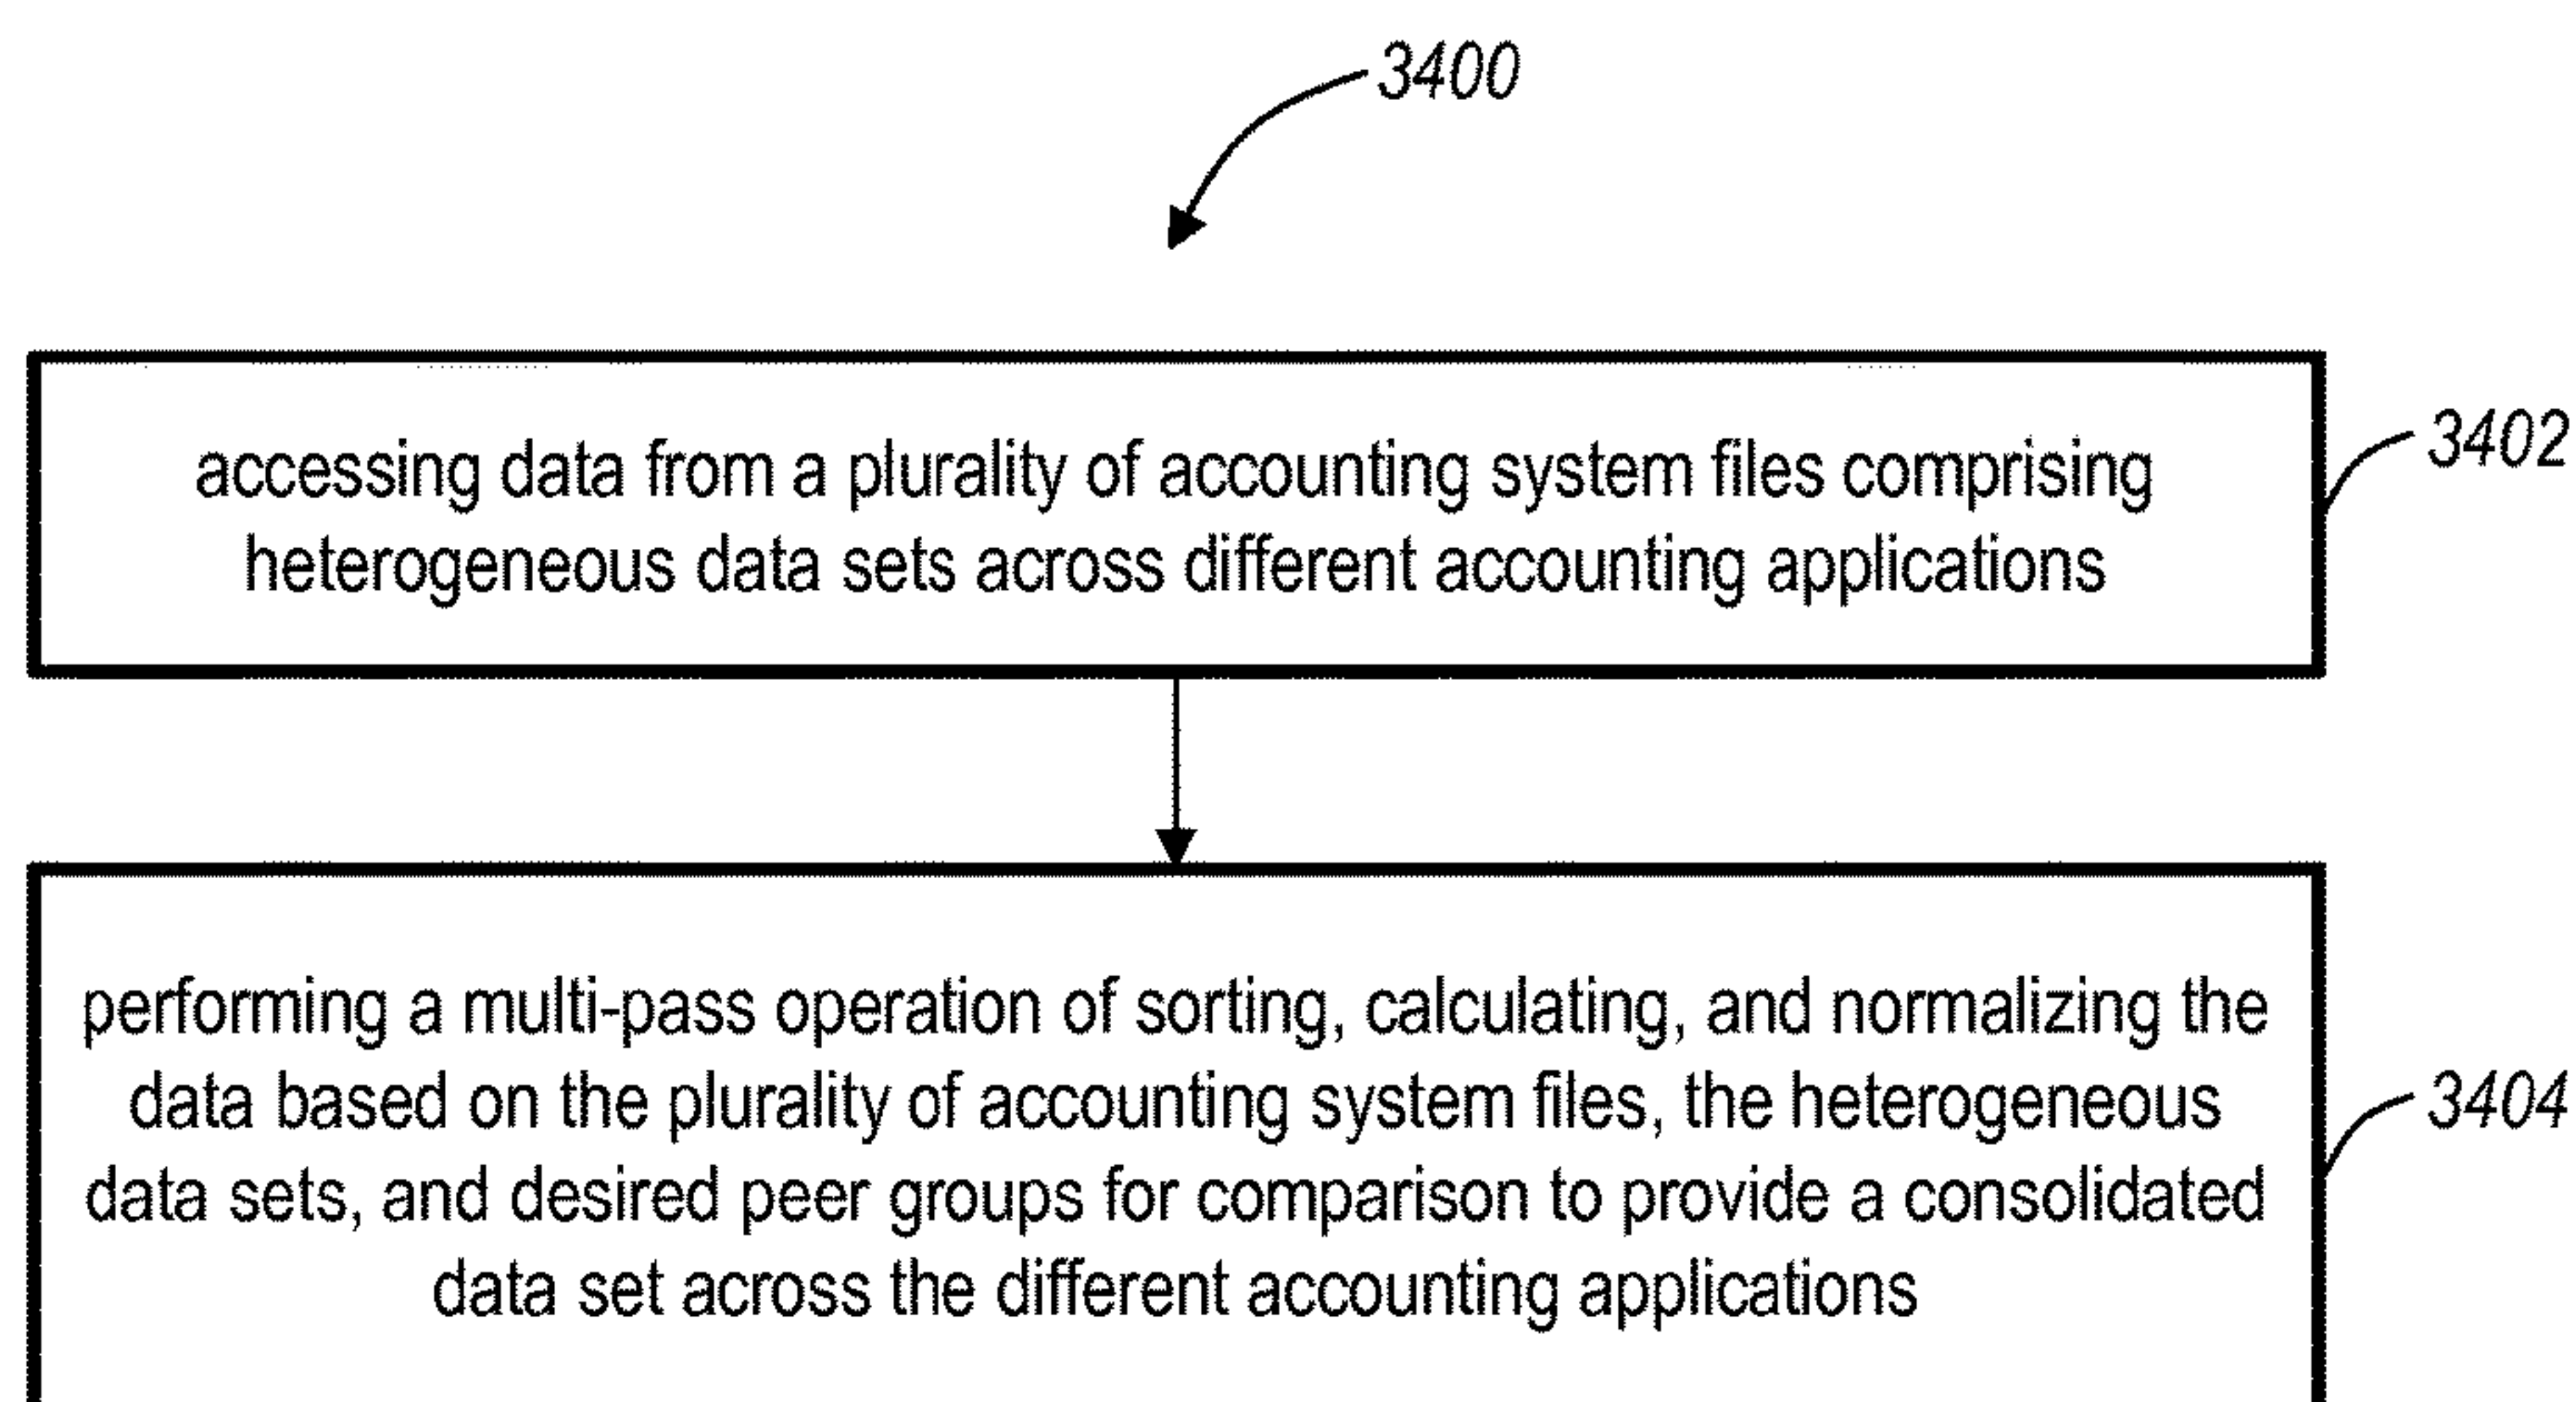 3400
accessing data from a plurality of accounting system files comprising
heterogeneous data sets across different accounting applications
3402
performing a multi-pass operation of sorting, calculating, and normalizing the
data based on the plurality of accounting system files, the heterogeneous
data sets, and desired peer groups for comparison to provide a consolidated
data set across the different accounting applications
3404